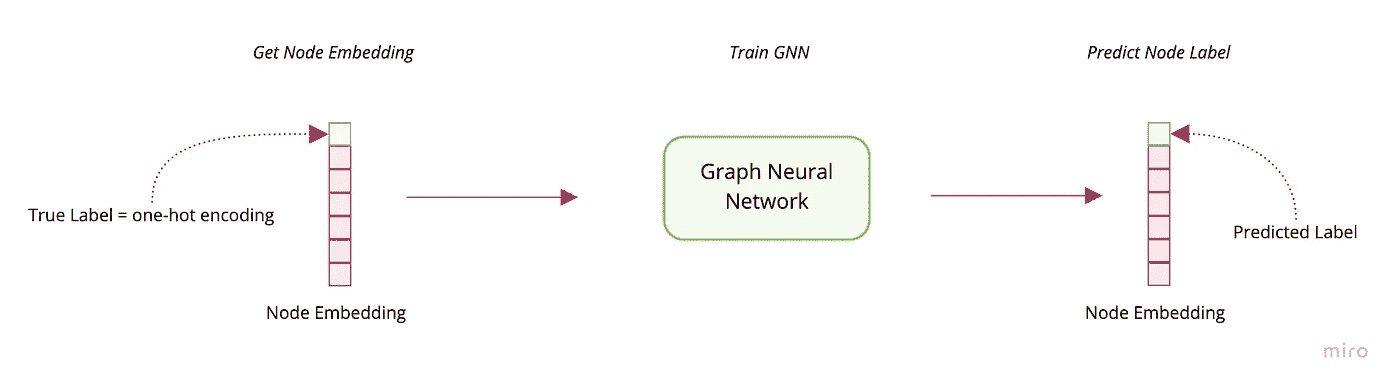 Get Node Embedding
Train GNN
Predict Node Label
Graph Neural
Network
True Label = one-hot encoding
Predicted Label
Node Embedding
Node Embedding
miro